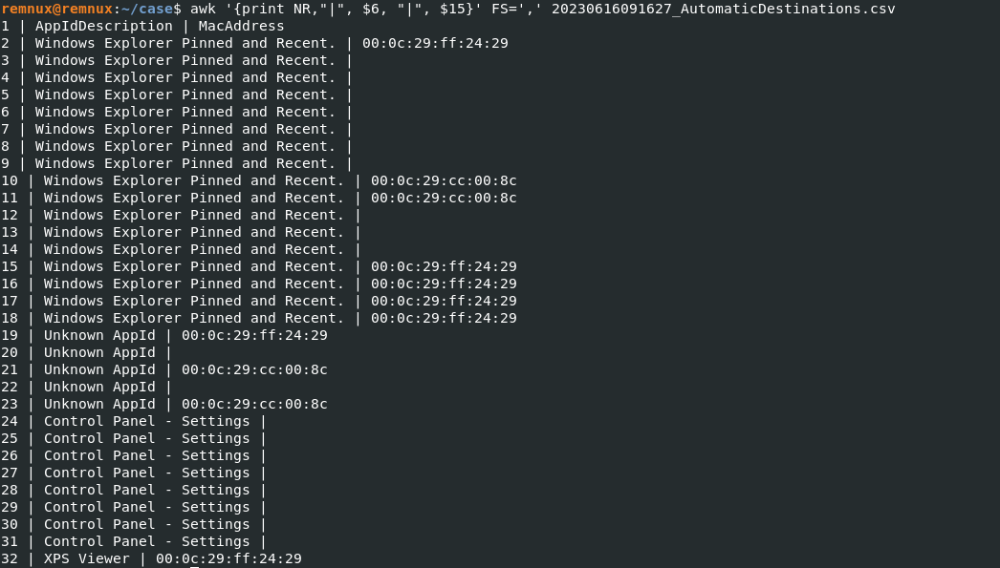 remnux@remnux:~/case$ awk '{print NR,"|", $6, "|", $15}' FS=',' 20230616091627_AutomaticDestinations.csv
1 | AppIdDescription | MacAddress
2 | Windows Explorer Pinned and Recent. | 00:0c:29:ff:24:29
3 | Windows Explorer Pinned and Recent. |
4 | Windows Explorer Pinned and Recent. |
5 | Windows Explorer Pinned and Recent. |
6 | Windows Explorer Pinned and Recent. |
7 | Windows Explorer Pinned and Recent. |
8 | Windows Explorer Pinned and Recent. |
9 | Windows Explorer Pinned and Recent. |
10 | Windows Explorer Pinned and Recent. | 00:0c:29:cc:00:8c
11 | Windows Explorer Pinned and Recent. | 00:0c:29:cc:00:8c
12 | Windows Explorer Pinned and Recent. |
13 | Windows Explorer Pinned and Recent. |
14 | Windows Explorer Pinned and Recent. |
15 | Windows Explorer Pinned and Recent. | 00:0c:29:ff:24:29
16 | Windows Explorer Pinned and Recent. | 00:0c:29:ff:24:29
17 | Windows Explorer Pinned and Recent. | 00:0c:29:ff:24:29
18 | Windows Explorer Pinned and Recent. | 00:0c:29:ff:24:29
19 | Unknown AppId | 00:0c:29:ff:24:29
20 | Unknown AppId |
21 | Unknown AppId | 00:0c:29:cc:00:8c
22 | Unknown AppId |
23 | Unknown AppId | 00:0c:29:cc:00:8c
24 | Control Panel - Settings |
25 | Control Panel - Settings |
26 | Control Panel - Settings |
27 | Control Panel - Settings |
28 | Control Panel - Settings |
29 | Control Panel - Settings |
30 | Control Panel - Settings |
31 | Control Panel - Settings |
32 | XPS Viewer | 00:0c:29:ff:24:29